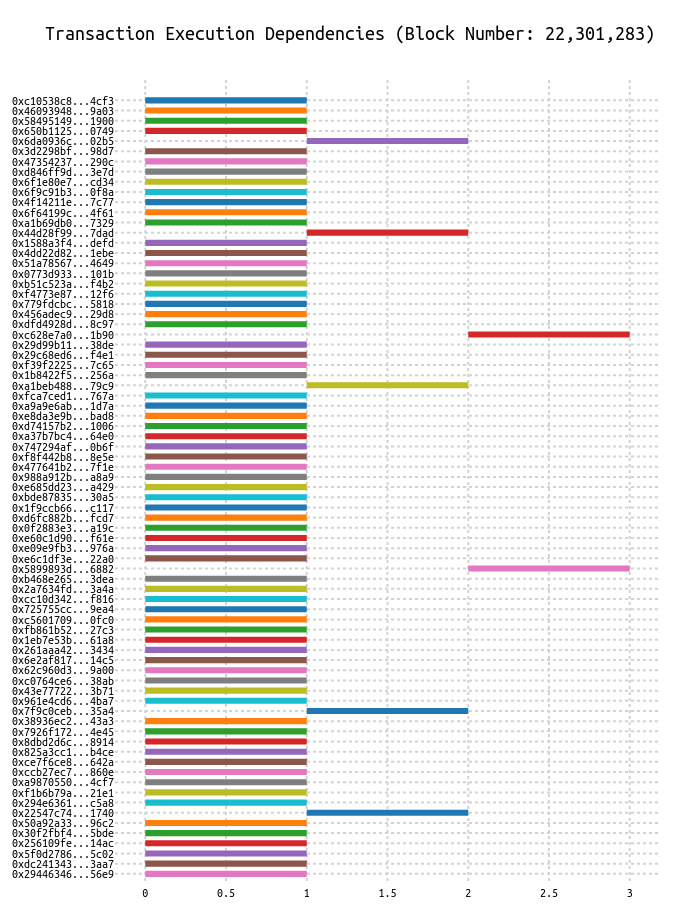 Transaction Execution Dependencies (Block Number: 22,301,283)
0xc10538c8...4cf3
0x46093948...9a03
0x58495149...1900
0x650b1125...0749
0x6da0936c...02b5
0x3d2298bf...98d7
0x47354237...290c
0xd846ff9d...3e7d
0x6f1e80e7...cd34
0x6f9c91b3...0f8a
0x4f14211e...7c77
0x6f64199c...4f61
0xa1b69db0...7329
0x44d28f99...7dad
0x1588a3f4...defd
0x4dd22d82...1ebe
0x51a78567...4649
0x0773d933...101b
0xb51c523a...f4b2
0xf4773e87...12f6
0x779fdcbc...5818
0x456adec9...29d8
0xdfd4928d...8c97
0xc628e7a0...1b90
0x29d99b11...38de
0x29c68ed6...f4e1
0xf39f2225...7c65
0x1b8422f5...256a
0xa1beb488...79c9
0xfca7ced1...767a
0xa9a9e6ab...1d7a
0xe8da3e9b...bad8
0xd74157b2...1006
0xa37b7bc4...64e0
0x747294af...0b6f
0xf8f442b8...8e5e
0x477641b2...7f1e
0x988a912b...a8a9
0xe685dd23...a429
0xbde87835...30a5
0x1f9ccb66...c117
0xd6fc882b...fcd7
0x0f2883e3...a19c
0xe60c1d90...f61e
0xe09e9fb3...976a
0xe6c1df3e...22a0
0x5899893d...6882
0xb468e265...3dea
0x2a7634fd...3a4a
0xcc10d342...f816
0x725755cc...9ea4
0xc5601709...0fc0
0xfb861b52...27c3
0x1eb7e53b...61a8
0x261aaa42...3434
0x6e2af817...14c5
0x62c960d3...9a00
0xc0764ce6...38ab
0x43e77722...3b71
0x961e4cd6...4ba7
0x7f9c0ceb...35a4
0x38936ec2...43a3
0x7926f172...4e45
0x8dbd2d6c...8914
0x825a3cc1...b4ce
0xce7f6ce8...642a
0xccb27ec7...860e
0xa9870550...4cf7
0xf1b6b79a...21e1
0x294e6361...c5a8
0x22547c74...1740
0x50a92a33...96c2
0x30f2fbf4...5bde
0x256109fe...14ac
0x5f0d2786...5c02
0xdc241343...3aa7
0x29446346...56e9
0 0.5 1 1.5 2 2.5 3